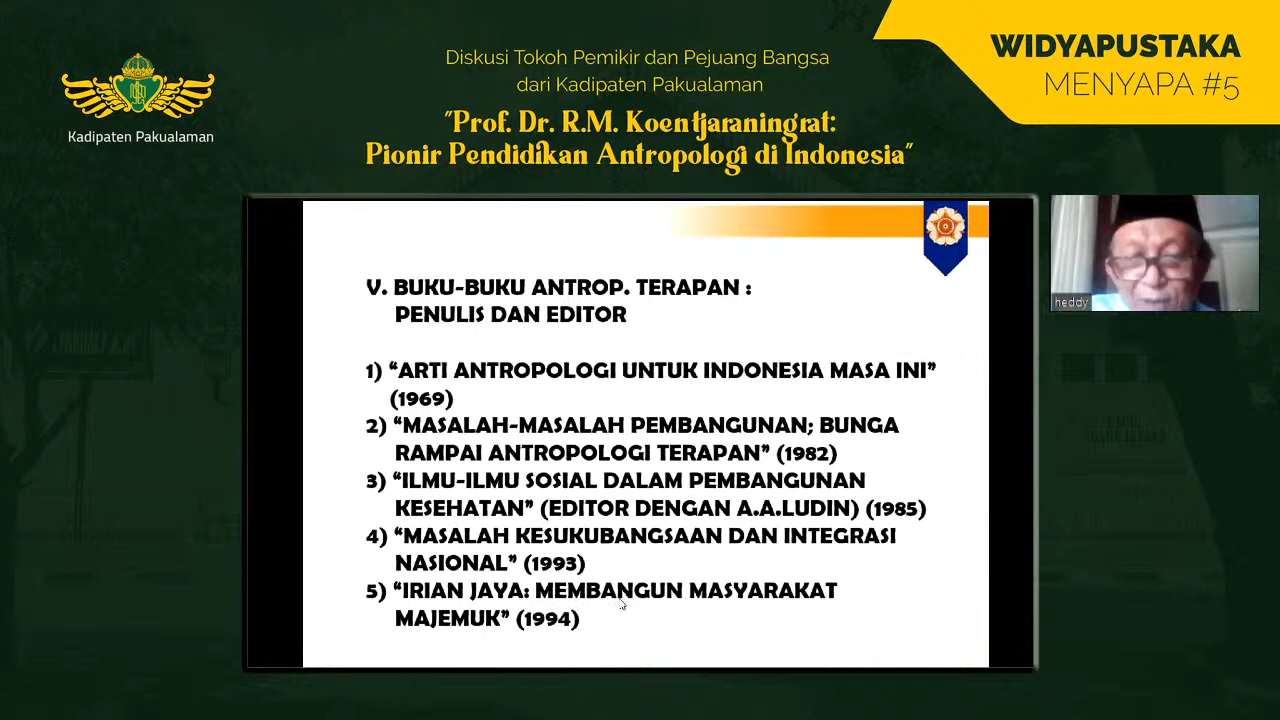 Diskusi Tokoh Pemikir dan Pejuang Bangsa
dari Kadipaten Pakualaman
"Prof. Dr. R.M. Koentjaraningrat:
Pionir Pendidikan Antropologi di Indonesia"
WIDYAPUSTAKA
MENYAPA #5
Kadipaten Pakualaman
V. BUKU-BUKU ANTROP. TERAPAN :
PENULIS DAN EDITOR
1) “ARTI ANTROPOLOGI UNTUK INDONESIA MASA INI”
(1969)
2) “MASALAH-MASALAH PEMBANGUNAN; BUNGA
RAMPAI ANTROPOLOGI TERAPAN” (1982)
3) “ILMU-ILMU SOSIAL DALAM PEMBANGUNAN
KESEHATAN” (EDITOR DENGAN A.A.LUDIN) (1985)
4) “MASALAH KESUKUBANGSAAN DAN INTEGRASI
NASIONAL” (1993)
5) “IRIAN JAYA: MEMBANGUN MASYARAKAT
MAJEMUK” (1994)
heddy